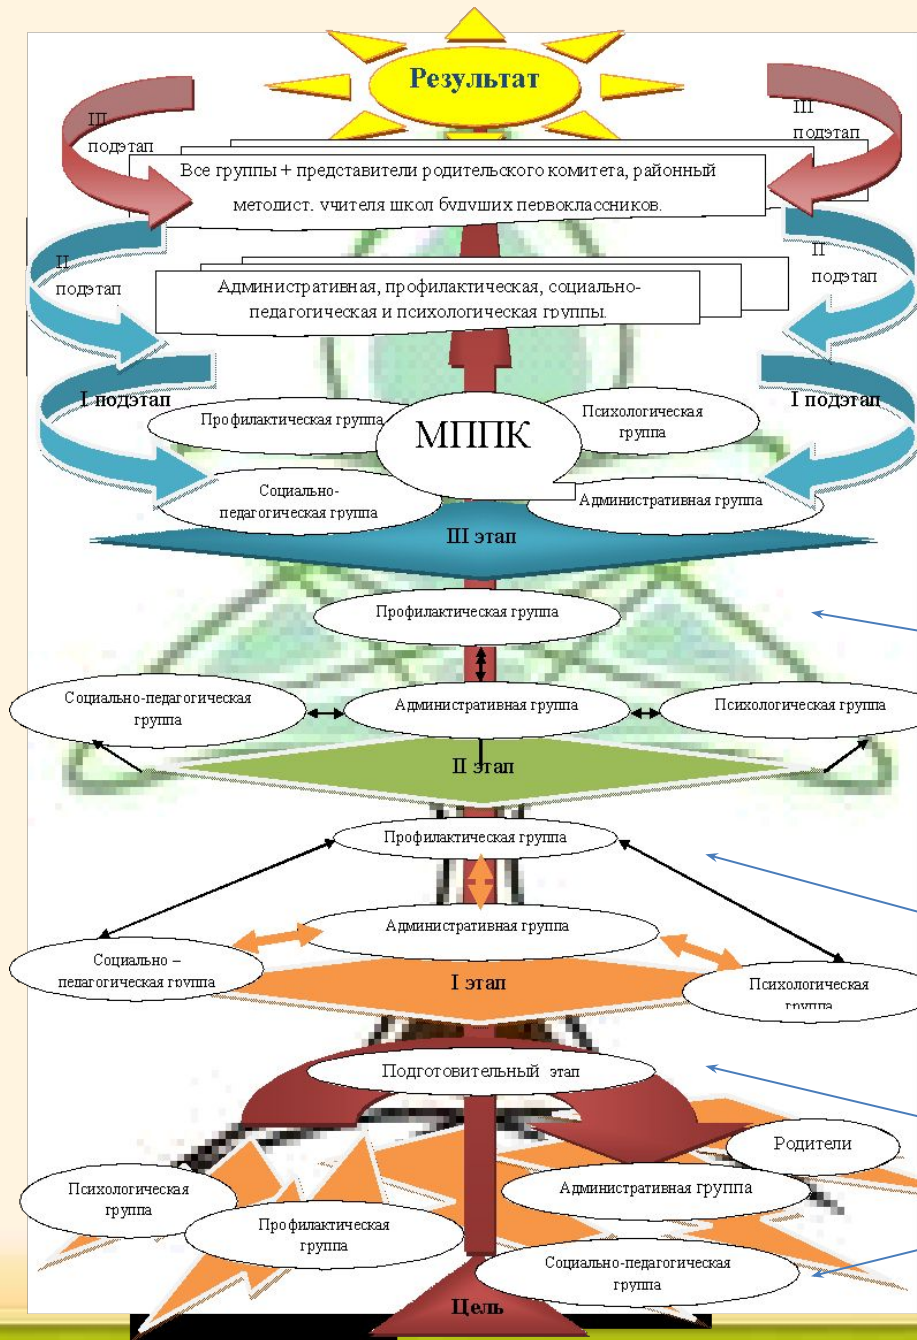 Результат
III
подэтап
III
подэтап
Все группы + представители родительского комитета, районный
методист, учителя школ будущих первоклассников.
II
подэтап
II
подэтап
Административная, профилактическая, социально-
педагогическая и психологическая группы.
I подэтап
I подэтап
Профилактическая группа
МППК
Психологическая
группа
Социально-
педагогическая группа
Административная группа
III этап
Профилактическая группа
Социально-педагогическая
группа
Административная группа
Психологическая группа
II этап
Профилактическая группа
Административная группа
Социально –
педагогическая группа
I этап
Психологическая
группа
Подготовительный этап
Родители
Психологическая
группа
Административная группа
Профилактическая
группа
Социально-педагогическая
группа
Цель